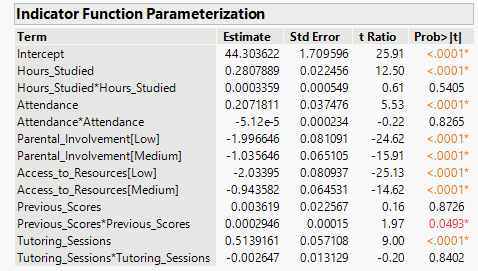 Indicator Function Parameterization
Term Estimate Std Error t Ratio Prob>|t|
Intercept 44.303622 1.709596 25.91 <.0001*
Hours_Studied 0.2807889 0.022456 12.50 <.0001*
Hours_Studied*Hours_Studied 0.0003359 0.000549 0.61 0.5405
Attendance 0.2071811 0.037476 5.53 <.0001*
Attendance*Attendance -5.12e-5 0.000234 -0.22 0.8265
Parental_Involvement[Low] -1.996646 0.081091 -24.62 <.0001*
Parental_Involvement[Medium] -1.035646 0.065105 -15.91 <.0001*
Access_to_Resources[Low] -2.03395 0.080937 -25.13 <.0001*
Access_to_Resources[Medium] -0.943582 0.064531 -14.62 <.0001*
Previous_Scores 0.003619 0.022567 0.16 0.8726
Previous_Scores*Previous_Scores 0.0002946 0.00015 1.97 0.0493*
Tutoring_Sessions 0.5139161 0.057108 9.00 <.0001*
Tutoring_Sessions*Tutoring_Sessions -0.002647 0.013129 -0.20 0.8402